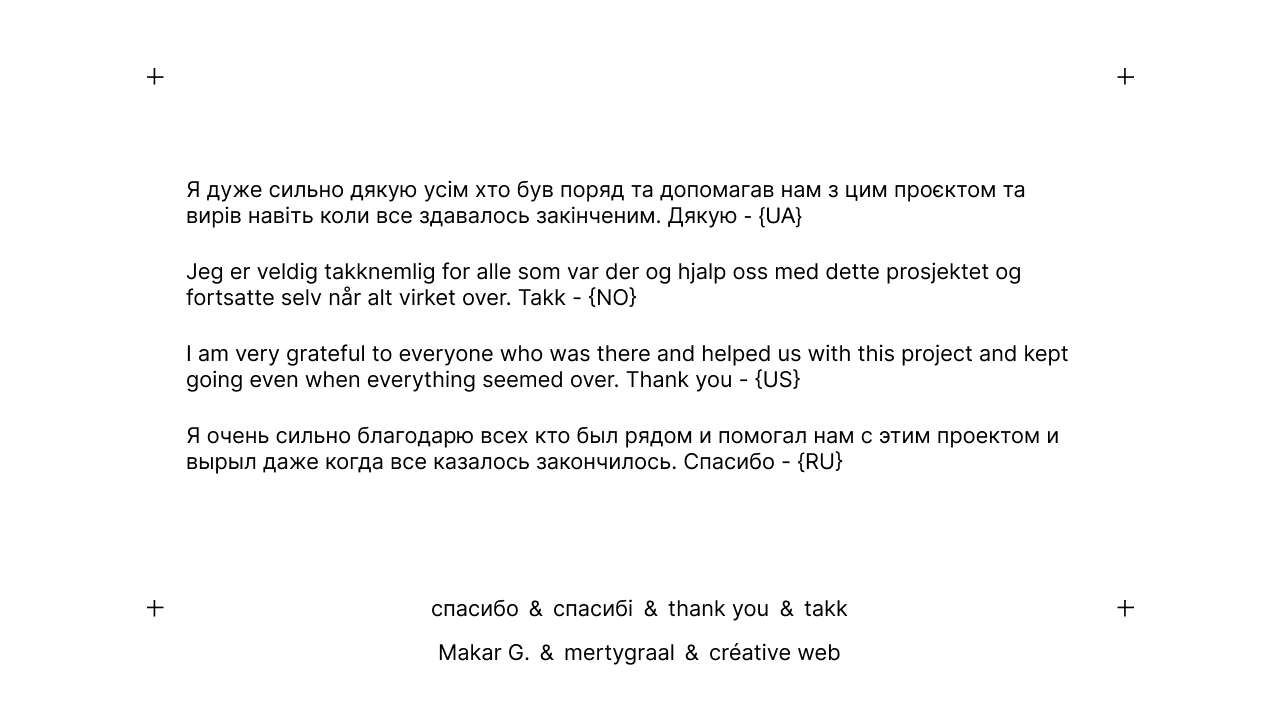 Я дуже сильно дякую усім хто був поряд та допомагав нам з цим проєктом та
вирів навіть коли все здавалось закінченим. Дякую - {UA}
Jeg er veldig takknemlig for alle som var der og hjalp oss med dette prosjektet og
fortsatte selv når alt virket over. Takk - {NO}
I am very grateful to everyone who was there and helped us with this project and kept
going even when everything seemed over. Thank you - {US}
Я очень сильно благодарю всех кто был рядом и помогал нам с этим проектом и
вырыл даже когда все казалось закончилось. Спасибо - {RU}
спасибо & спасибі & thank you & takk
Makar G. & mertygraal & créative web